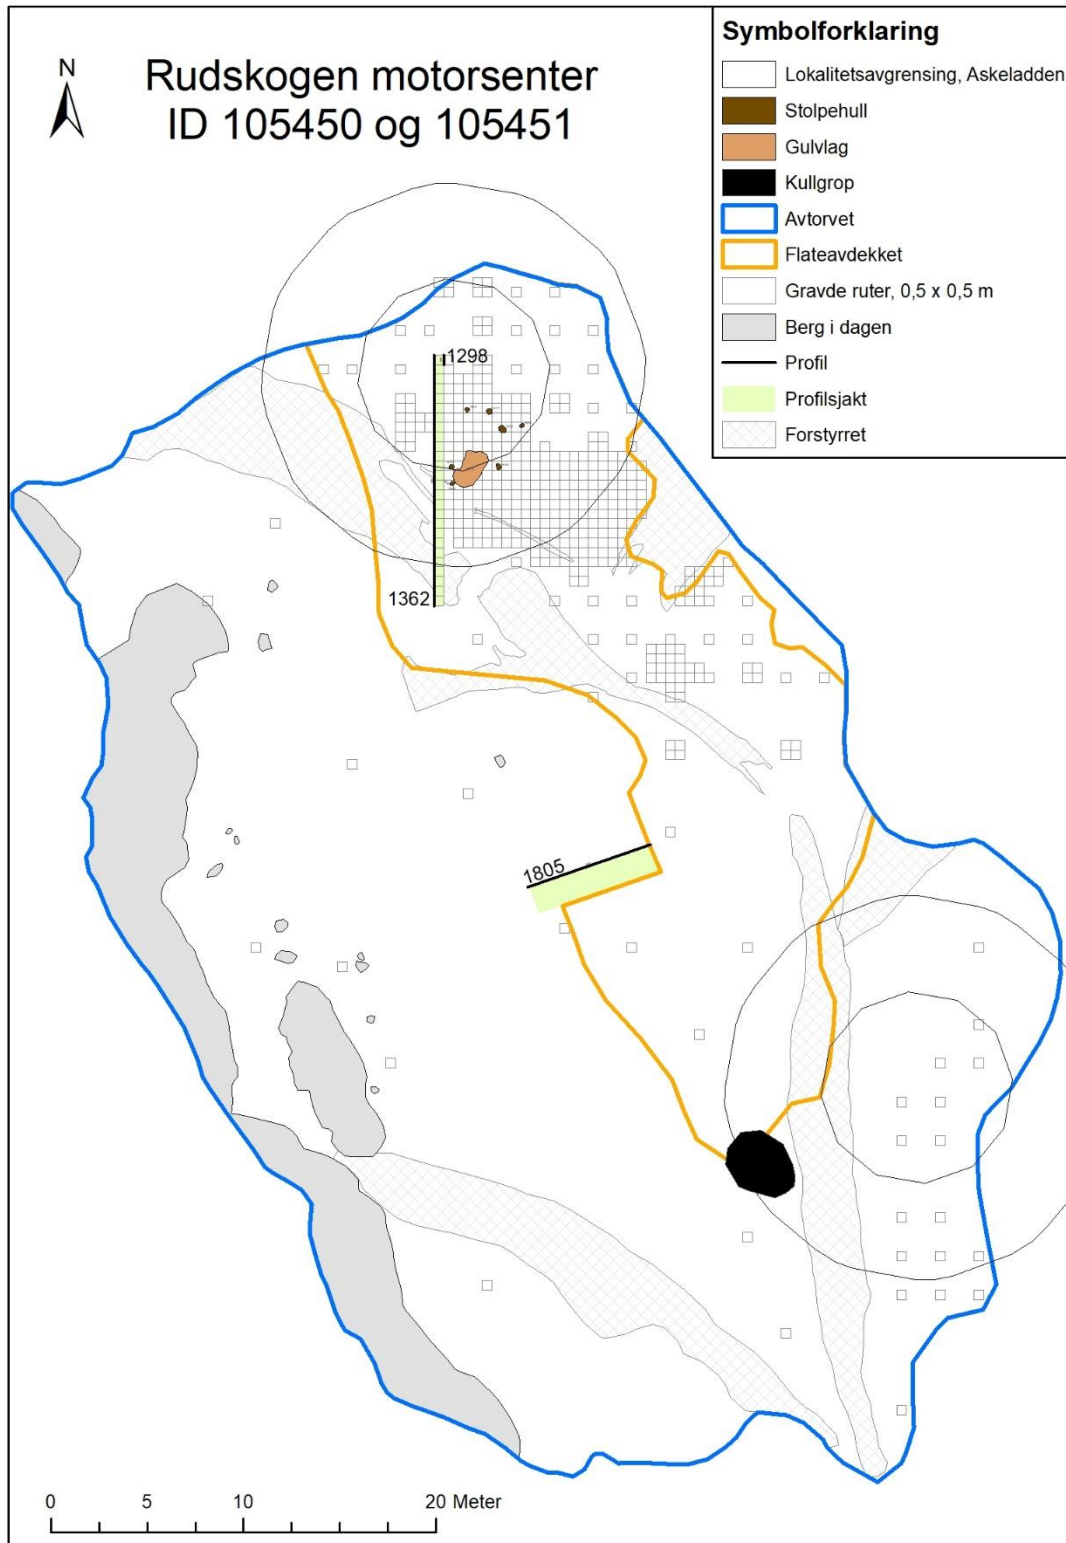 N
Rudskogen motorsenter
ID 105450 og 105451
Symbolforklaring
Lokalitetsavgrensing, Askeladden
Stolpehull
Gulvlag
Kullgrop
Avtorvet
Flateavdekket
Gravde ruter, 0,5 x 0,5 m
Berg i dagen
Profil
Profilsjakt
Forstyrret
1298
1362
1805
0 5 10 20 Meter